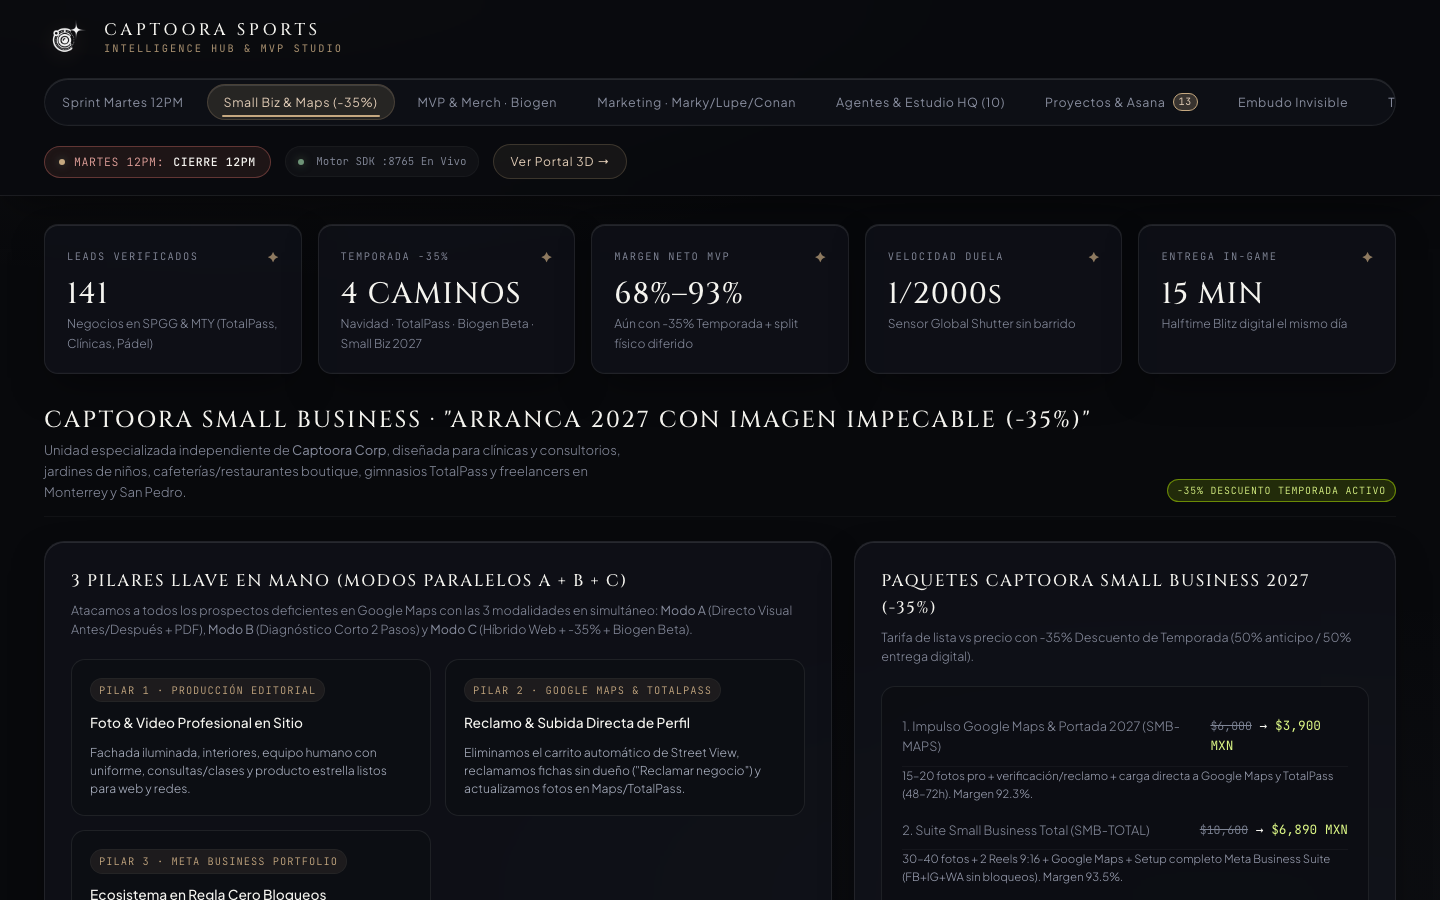 CAPTOORA SPORTS
INTELLIGENCE HUB & MVP STUDIO
Sprint Martes 12PM
Small Biz & Maps (-35%)
MVP & Merch · Biogen
Marketing · Marky/Lupe/Conan
Agentes & Estudio HQ (10)
Proyectos & Asana 13
Embudo Invisible
T
MARTES 12PM: CIERRE 12PM
Motor SDK :8765 En Vivo
Ver Portal 3D →
LEADS VERIFICADOS
141
Negocios en SPGG & MTY (TotalPass,
Clínicas, Pádel)
TEMPORADA -35%
4 CAMINOS
Navidad · TotalPass · Biogen Beta ·
Small Biz 2027
MARGEN NETO MVP
68%–93%
Aún con -35% Temporada + split
físico diferido
VELOCIDAD DUELA
1/2000s
Sensor Global Shutter sin barrido
ENTREGA IN-GAME
15 MIN
Halftime Blitz digital el mismo día
CAPTOORA SMALL BUSINESS · "ARRANCA 2027 CON IMAGEN IMPECABLE (-35%)"
Unidad especializada independiente de Captoora Corp, diseñada para clínicas y consultorios,
jardines de niños, cafeterías/restaurantes boutique, gimnasios TotalPass y freelancers en
Monterrey y San Pedro.
-35% DESCUENTO TEMPORADA ACTIVO
3 PILARES LLAVE EN MANO (MODOS PARALELOS A + B + C)
Atacamos a todos los prospectos deficientes en Google Maps con las 3 modalidades en simultáneo: Modo A (Directo Visual
Antes/Después + PDF), Modo B (Diagnóstico Corto 2 Pasos) y Modo C (Híbrido Web + -35% + Biogen Beta).
PILAR 1 · PRODUCCIÓN EDITORIAL
Foto & Video Profesional en Sitio
Fachada iluminada, interiores, equipo humano con
uniforme, consultas/clases y producto estrella listos
para web y redes.
PILAR 2 · GOOGLE MAPS & TOTALPASS
Reclamo & Subida Directa de Perfil
Eliminamos el carrito automático de Street View,
reclamamos fichas sin dueño ("Reclamar negocio") y
actualizamos fotos en Maps/TotalPass.
PILAR 3 · META BUSINESS PORTFOLIO
Ecosistema en Regla Cero Bloqueos
PAQUETES CAPTOORA SMALL BUSINESS 2027
(-35%)
Tarifa de lista vs precio con -35% Descuento de Temporada (50% anticipo / 50%
entrega digital).
1. Impulso Google Maps & Portada 2027 (SMB-
MAPS)
$6,000 → $3,900
MXN
15–20 fotos pro + verificación/reclamo + carga directa a Google Maps y TotalPass
(48–72h). Margen 92.3%.
2. Suite Small Business Total (SMB-TOTAL)
$10,600 → $6,890 MXN
30–40 fotos + 2 Reels 9:16 + Google Maps + Setup completo Meta Business Suite
(FB+IG+WA sin bloqueos). Margen 93.5%.